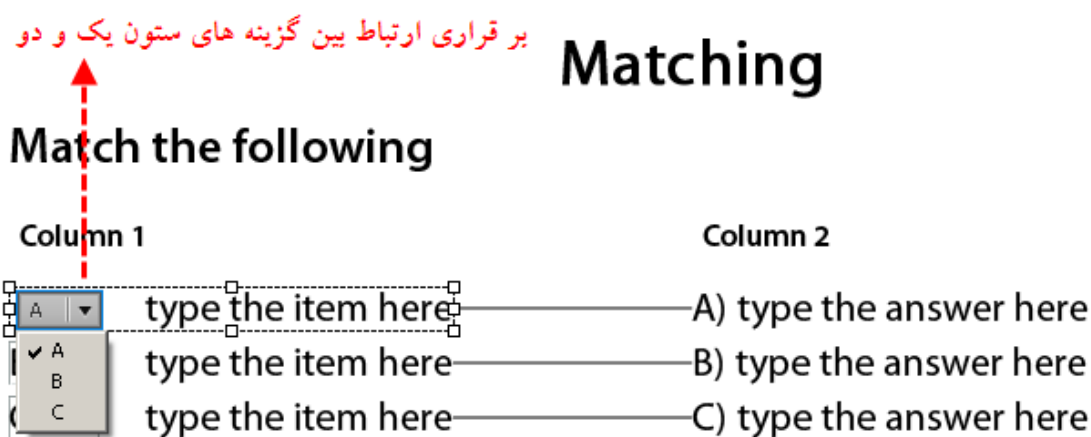 بر قراری ارتباط بین گزینه های ستون یک و دو
Matching
Match the following
Column 1 Column 2
A type the item here A) type the answer here
A
type the item here B) type the answer here
B
C
type the item here C) type the answer here